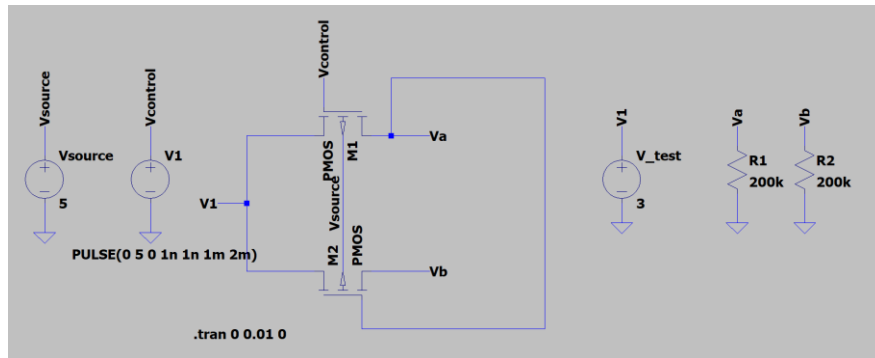 Vsource
Vsource
5
Vcontrol
V1
PULSE(0 5 0 1n 1n 1m 2m)
Vcontrol
PMOS
M1
Va
Vsource
V1
M2
PMOS
Vb
.tran 0 0.01 0
V1
V_test
3
Va
R1
200k
Vb
R2
200k